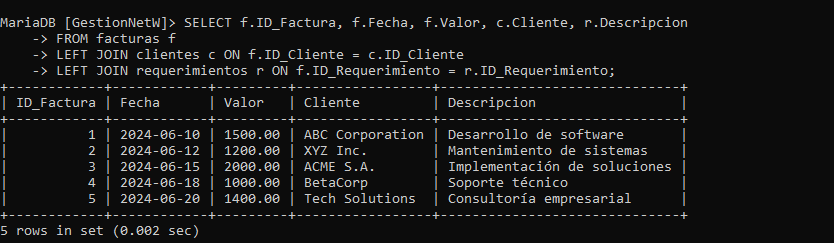 MariaDB [GestionNetW]> SELECT f.ID_Factura, f.Fecha, f.Valor, c.Cliente, r.Descripcion
    -> FROM facturas f
    -> LEFT JOIN clientes c ON f.ID_Cliente = c.ID_Cliente
    -> LEFT JOIN requerimientos r ON f.ID_Requerimiento = r.ID_Requerimiento;
+------------+------------+---------+-----------------+------------------------------+
| ID_Factura | Fecha      | Valor   | Cliente         | Descripcion                  |
+------------+------------+---------+-----------------+------------------------------+
|          1 | 2024-06-10 | 1500.00 | ABC Corporation | Desarrollo de software       |
|          2 | 2024-06-12 | 1200.00 | XYZ Inc.        | Mantenimiento de sistemas    |
|          3 | 2024-06-15 | 2000.00 | ACME S.A.       | Implementación de soluciones |
|          4 | 2024-06-18 | 1000.00 | BetaCorp        | Soporte técnico              |
|          5 | 2024-06-20 | 1400.00 | Tech Solutions  | Consultoría empresarial      |
+------------+------------+---------+-----------------+------------------------------+
5 rows in set (0.002 sec)